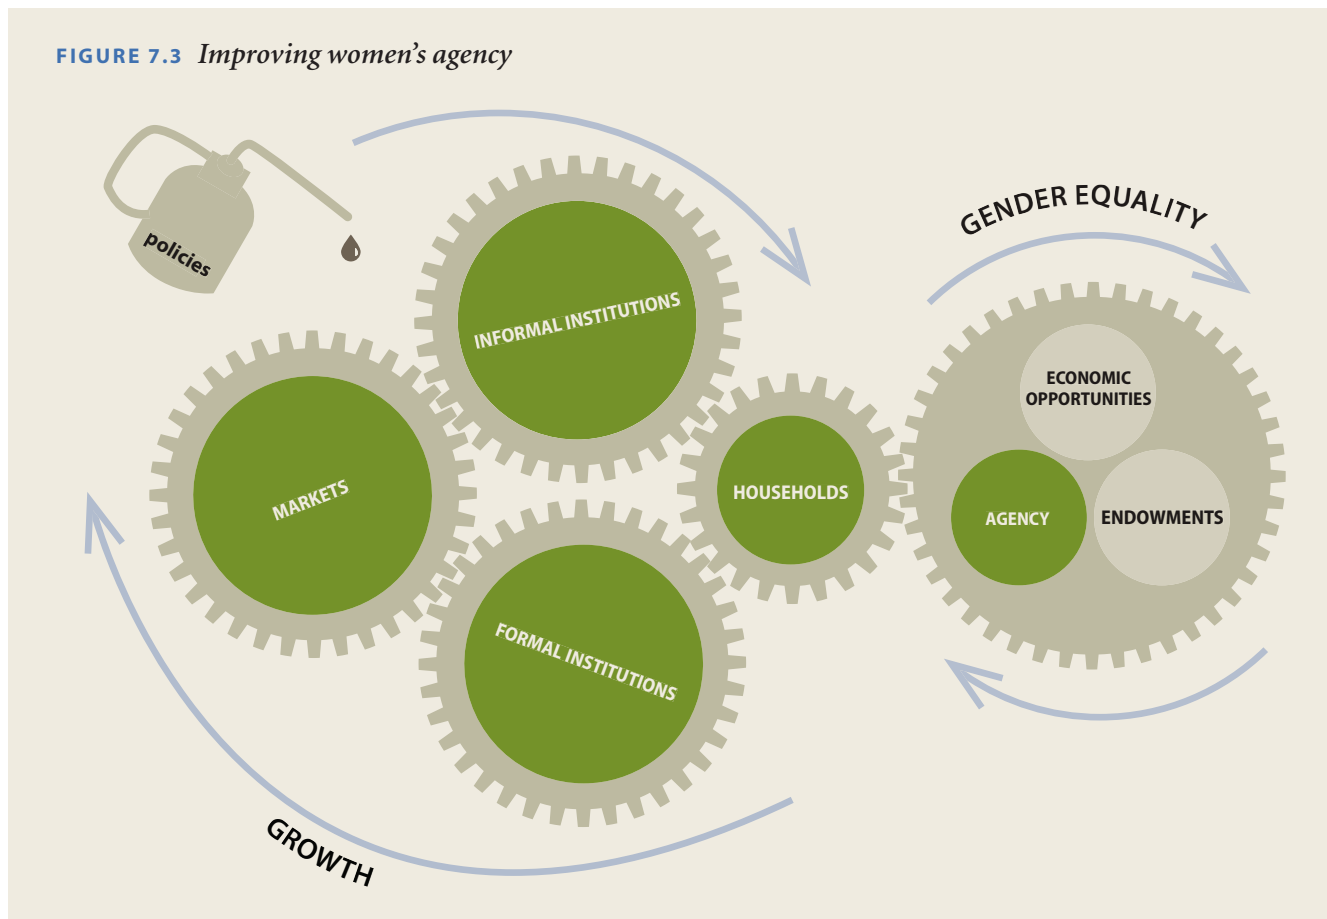 FIGURE 7.3 Improving women's agency
policies
GENDER EQUALITY
INFORMAL INSTITUTIONS
MARKETS
HOUSEHOLDS
ECONOMIC
OPPORTUNITIES
AGENCY
ENDOWMENTS
FORMAL INSTITUTIONS
GROWTH